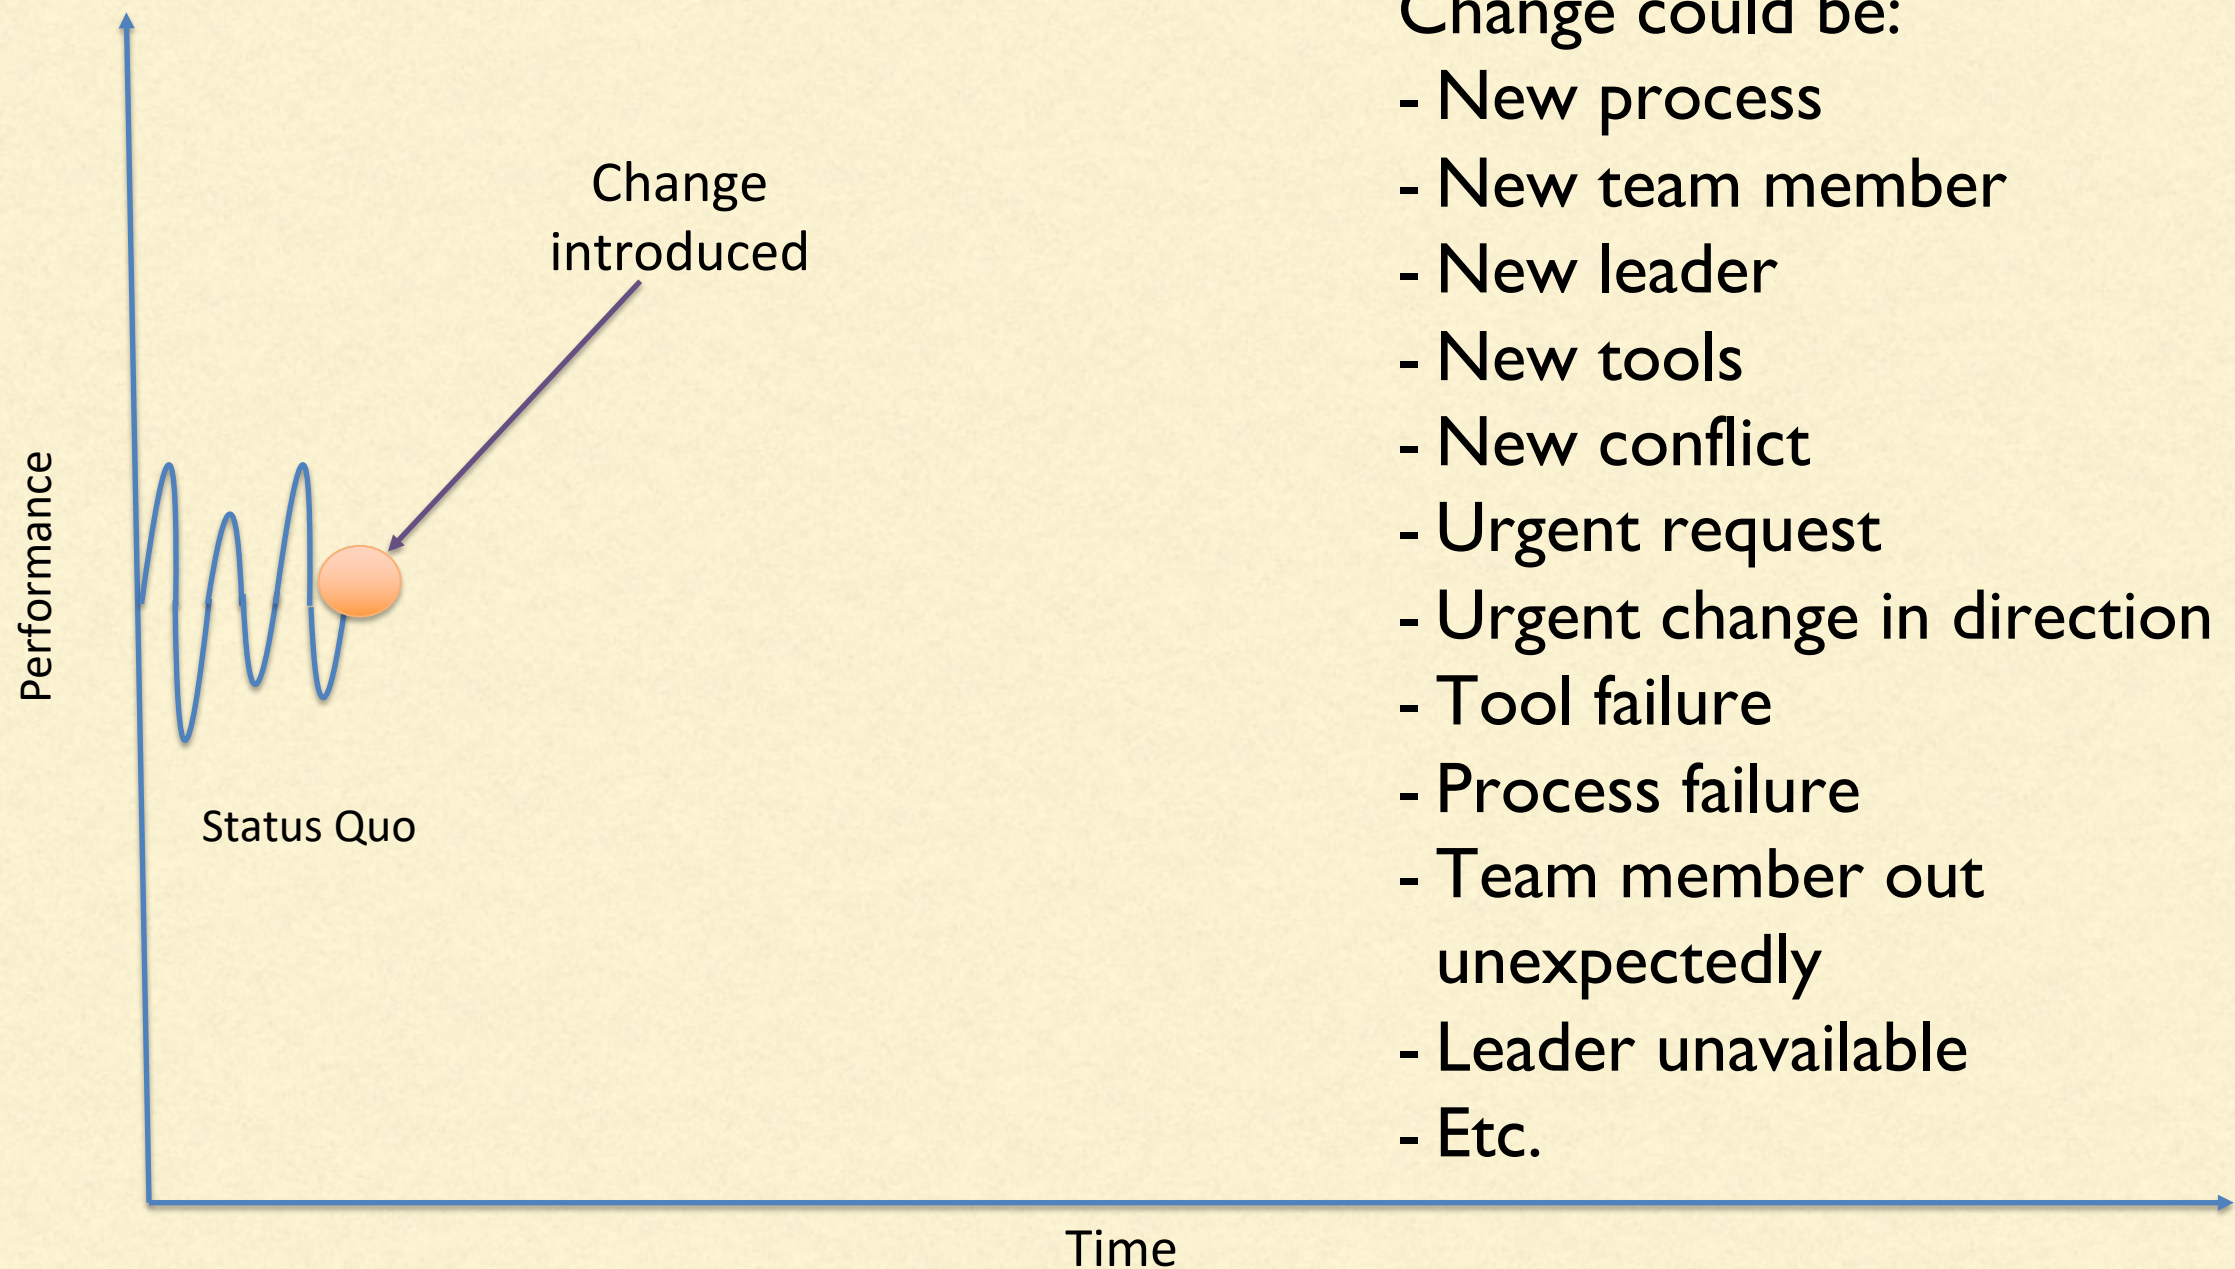 Change could be:
- New process
- New team member
- New leader
- New tools
- New conflict
- Urgent request
- Urgent change in direction
- Tool failure
- Process failure
- Team member out
unexpectedly
- Leader unavailable
- Etc.
Change
introduced
Performance
Status Quo
Time